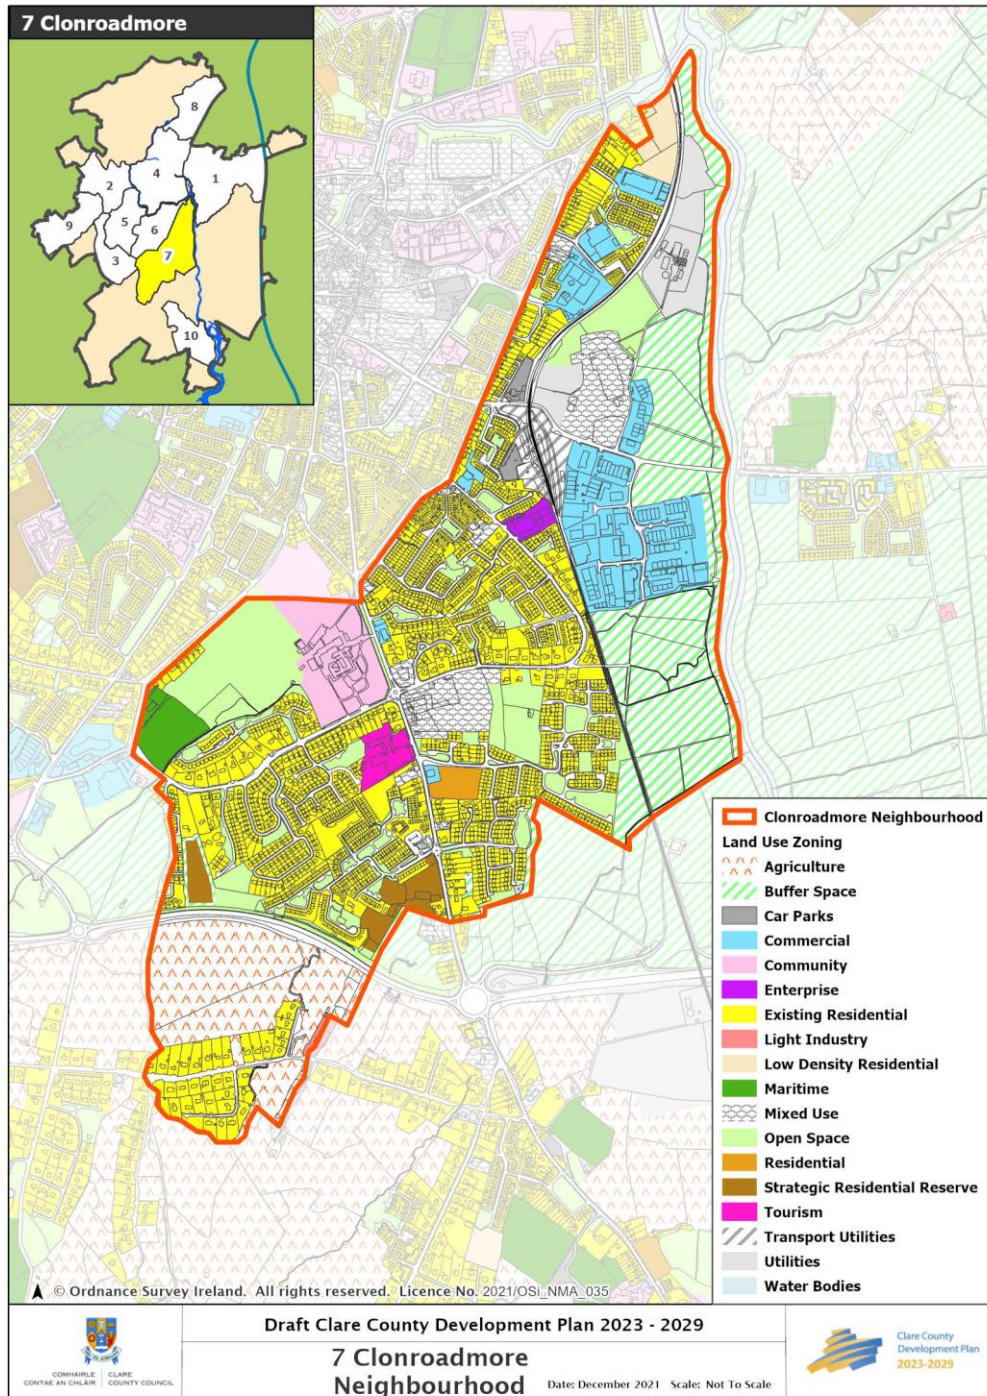 7 Clonroadmore
8
4
1
2
5
6
9
3
7
10
Clonroadmore Neighbourhood
Land Use Zoning
Agriculture
Buffer Space
Car Parks
Commercial
Community
Enterprise
Existing Residential
Light Industry
Low Density Residential
Maritime
Mixed Use
Open Space
Residential
Strategic Residential Reserve
Tourism
Transport Utilities
Utilities
Water Bodies
© Ordnance Survey Ireland. All rights reserved. Licence No. 2021/OSi_NMA_035
COMHAIRLE CONTAE AN CHLÁIR
CLARE COUNTY COUNCIL
Draft Clare County Development Plan 2023 - 2029
7 Clonroadmore
Neighbourhood
Date: December 2021 Scale: Not To Scale
Clare County
Development Plan
2023-2029